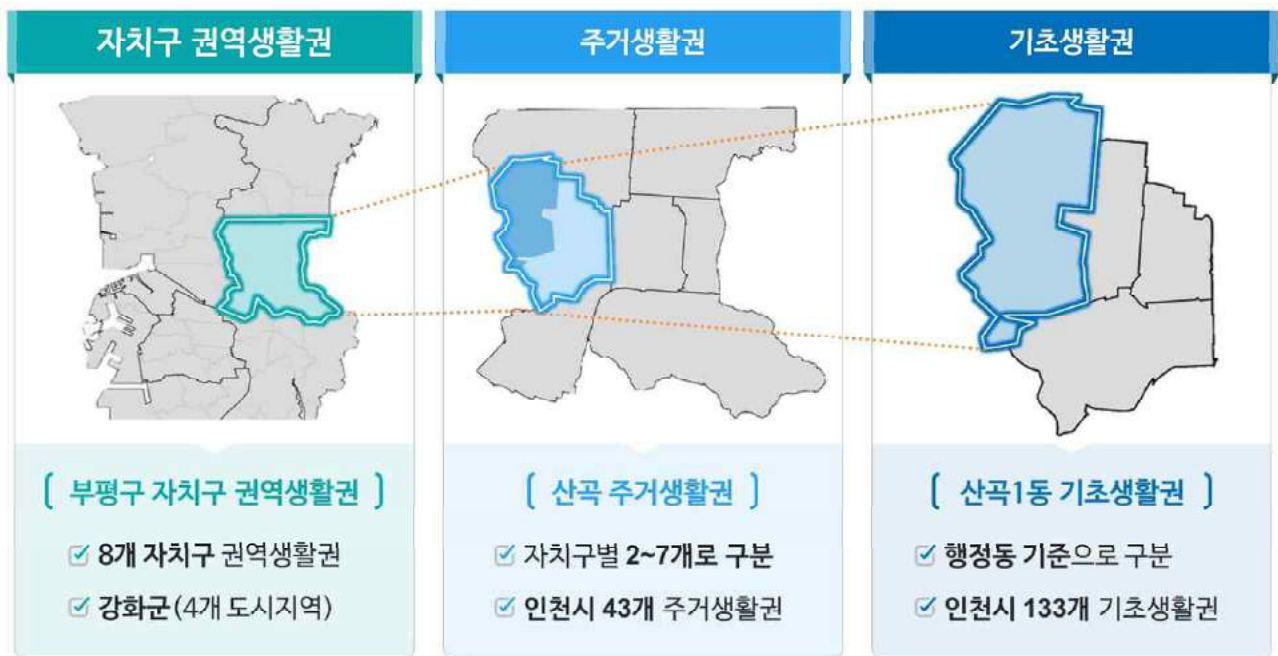 자치구 권역생활권
주거생활권
기초생활권
[ 부평구 자치구 권역생활권 ]
8개 자치구 권역생활권
강화군 (4개 도시지역)
[ 산곡 주거생활권 ]
자치구별 2~7개로 구분
인천시 43개 주거생활권
[ 산곡1동 기초생활권 ]
행정동 기준으로 구분
인천시 133개 기초생활권